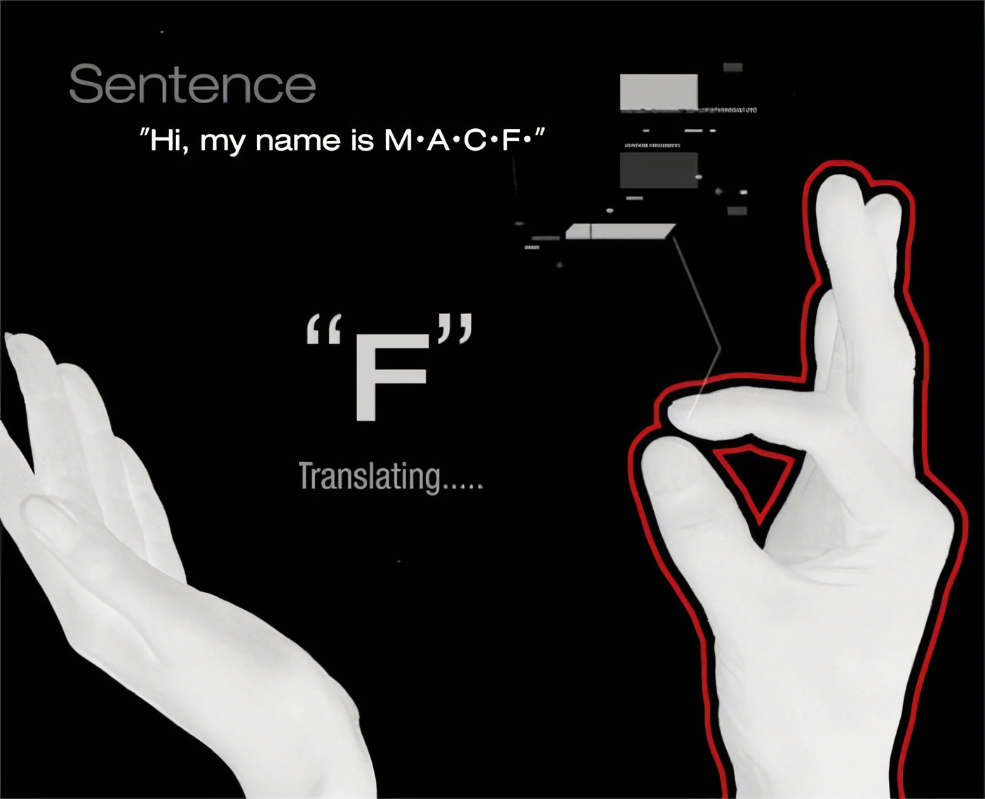 Sentence
"Hi, my name is M•A•C•F•"
“F”
Translating.....